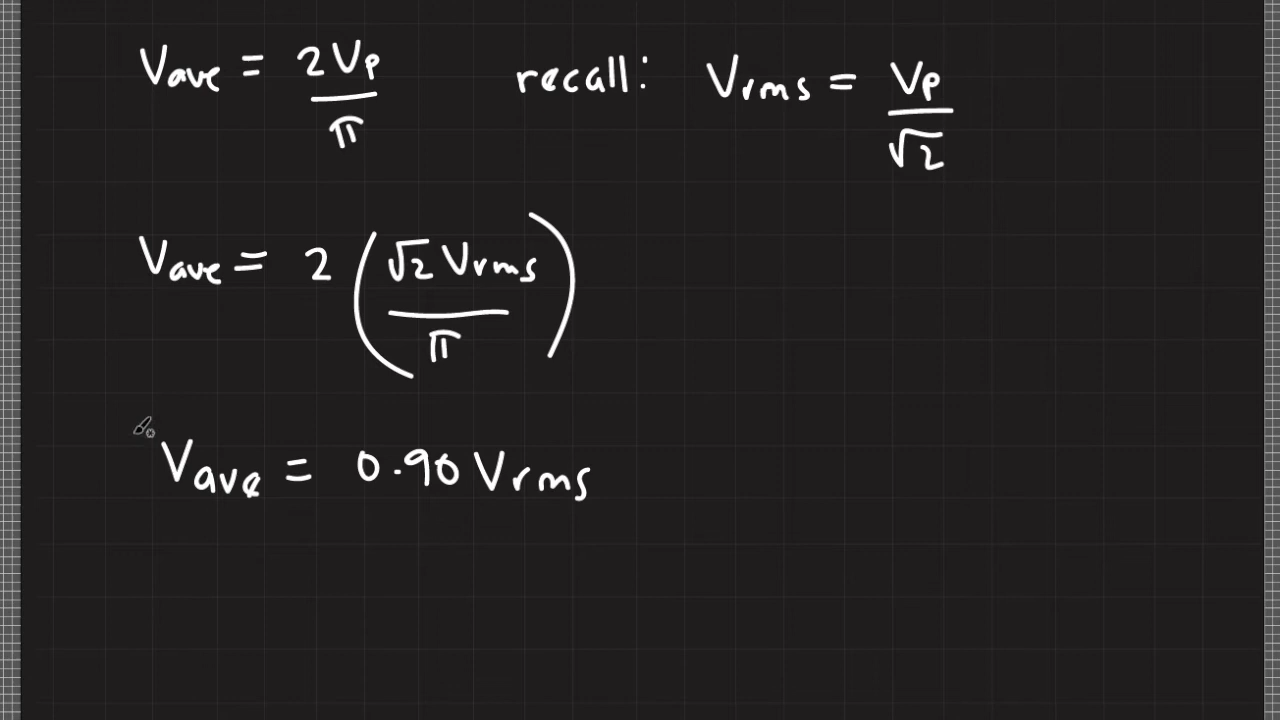 Vave = 2Vp/π recall: Vrms = Vp/√2
Vave = 2 (√2 Vrms/π)
Vave = 0.90 Vrms